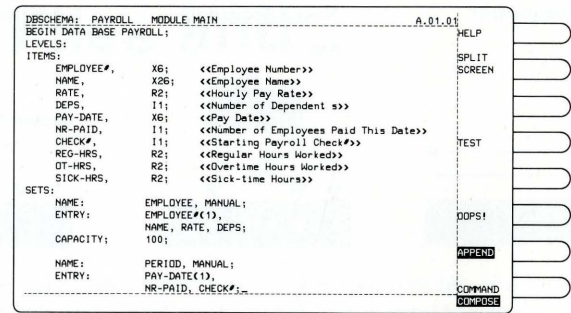 DBSCHEMA: PAYROLL MODULE MAIN A.01.01
BEGIN DATA BASE PAYROLL;
HELP
LEVELS:
ITEMS:
SPLIT
SCREEN
EMPLOYEE#, X6; <<Employee Number>>
NAME, X26; <<Employee Name>>
RATE, R2; <<Hourly Pay Rate>>
DEPS, I1; <<Number of Dependent s>>
PAY-DATE, X6; <<Pay Date>>
NR-PAID, I1; <<Number of Employees Paid This Date>>
CHECK#, I1; <<Starting Payroll Check#>>
TEST
REG-HRS, R2; <<Regular Hours Worked>>
OT-HRS, R2; <<Overtime Hours Worked>>
SICK-HRS, R2; <<Sick-time Hours>>
SETS:
NAME: EMPLOYEE, MANUAL;
ENTRY: EMPLOYEE#(1),
OOPS!
NAME, RATE, DEPS;
CAPACITY; 100;
APPEND
NAME: PERIOD, MANUAL;
ENTRY: PAY-DATE(1),
NR-PAID, CHECK#;_
COMMAND
COMPOSE